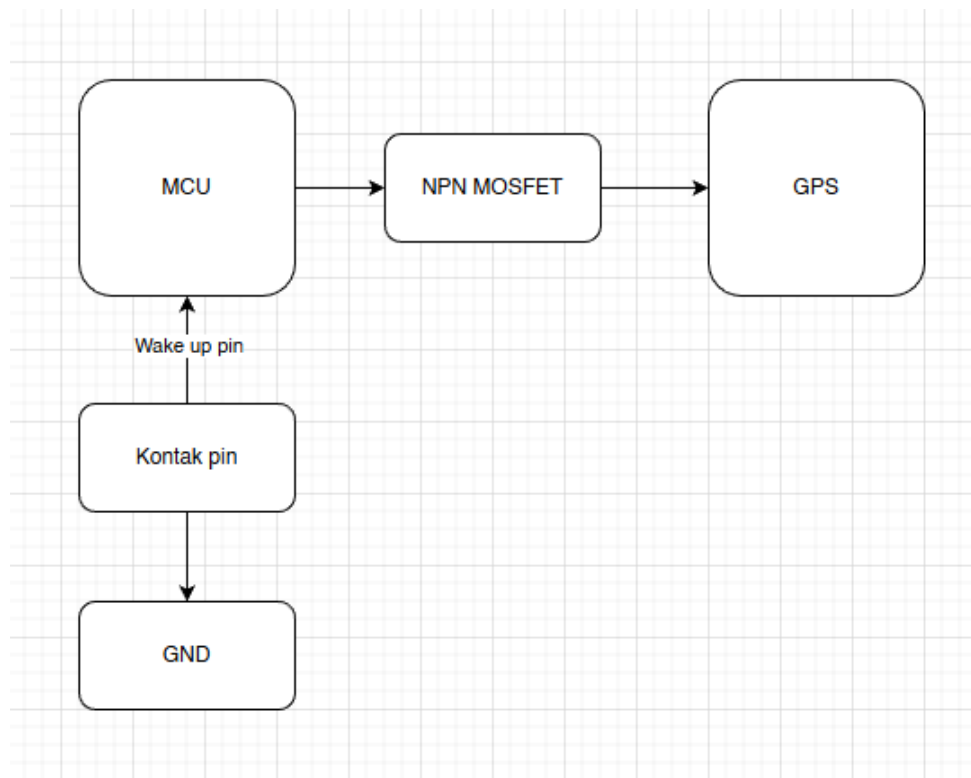 MCU
NPN MOSFET
GPS
Wake up pin
Kontak pin
GND